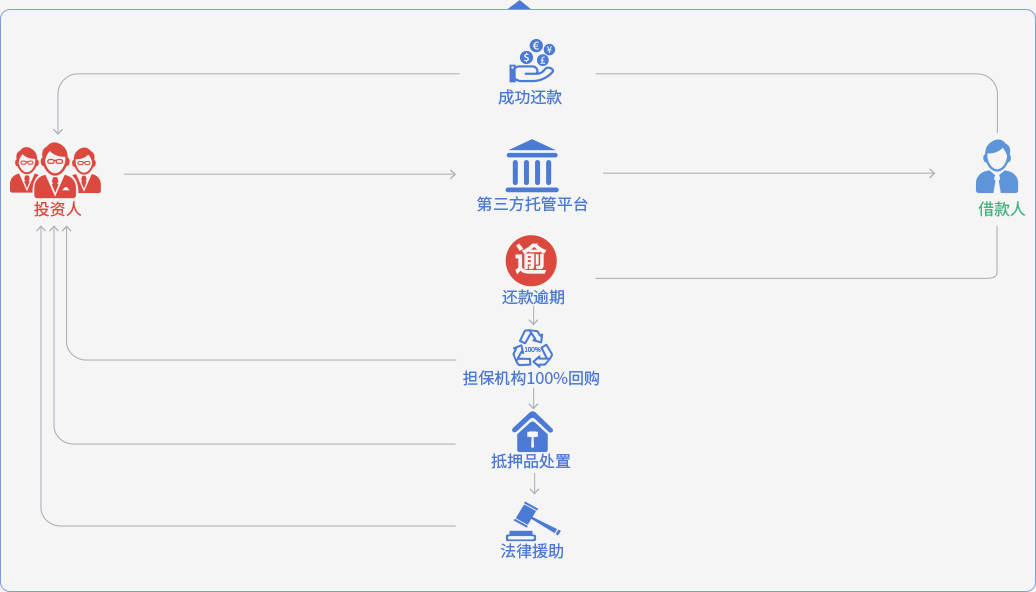 €
¥
$
£
成功还款
投资人
第三方托管平台
借款人
逾
还款逾期
100%
担保机构100%回购
抵押品处置
法律援助